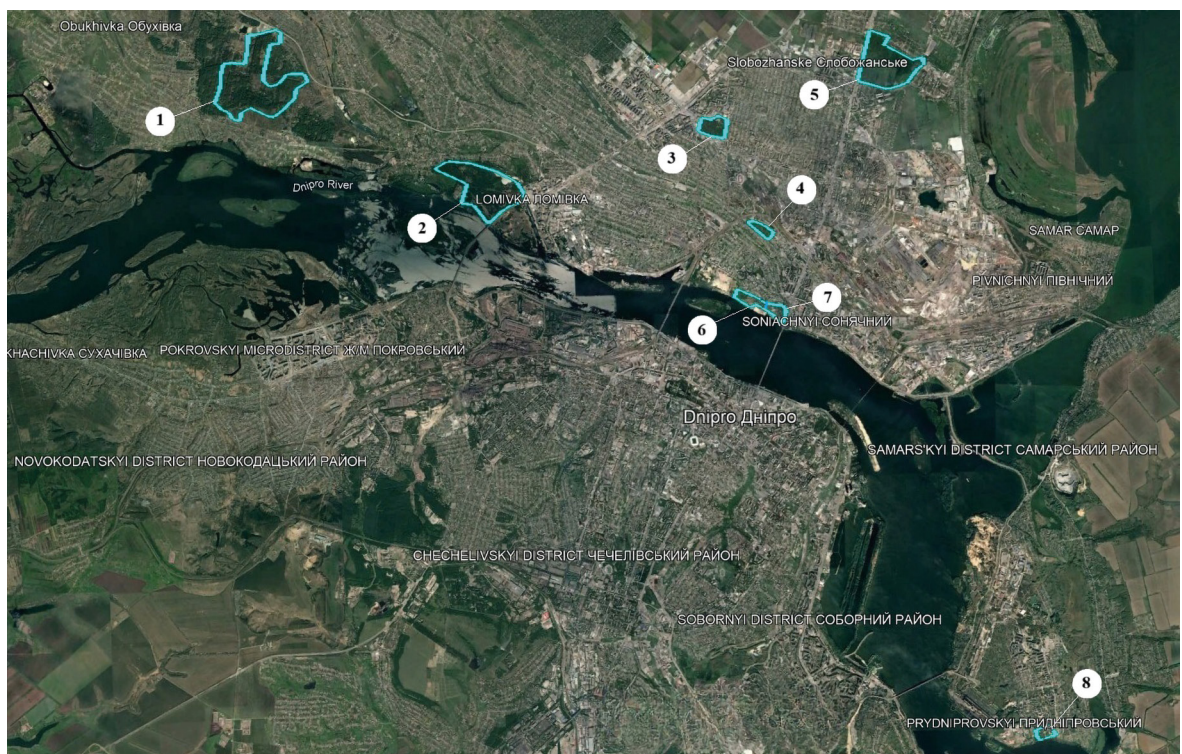 Obukhivka Обухівка
Slobozhanske Слобожанське
5
1
3
Dnipro River
4
LOMIVKA ЛОМІВКА
2
SAMAR САМАР
PIVNICHNYI ПІВНІЧНИЙ
7
6
SONIACHNYI СОНЯЧНИЙ
KHACHIVKA СУХАЧІВКА
POKROVSKYI MICRODISTRICT Ж/М ПОКРОВСЬКИЙ
Dnipro Дніпро
NOVOKODATSKYI DISTRICT НОВОКОДАЦЬКИЙ РАЙОН
SAMARS'KYI DISTRICT САМАРСЬКИЙ РАЙОН
CHECHELIVSKYI DISTRICT ЧЕЧЕЛІВСЬКИЙ РАЙОН
SOBORNYI DISTRICT СОБОРНИЙ РАЙОН
8
PRYDNIPROVSKYI ПРИДНІПРОВСЬКИЙ